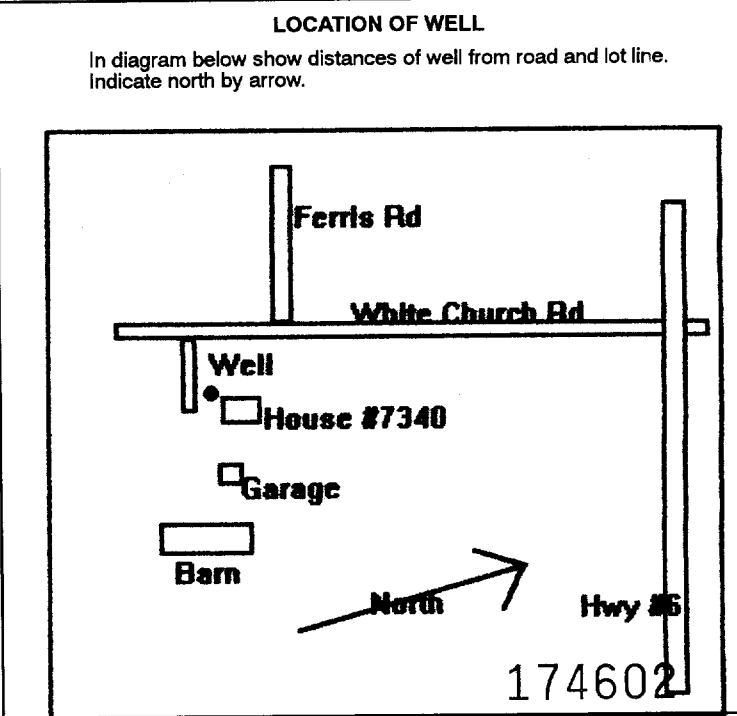 LOCATION OF WELL
In diagram below show distances of well from road and lot line.
Indicate north by arrow.
Ferris Rd
White Church Rd
Well
House #7340
Garage
Barn
North
Hwy #6
174602